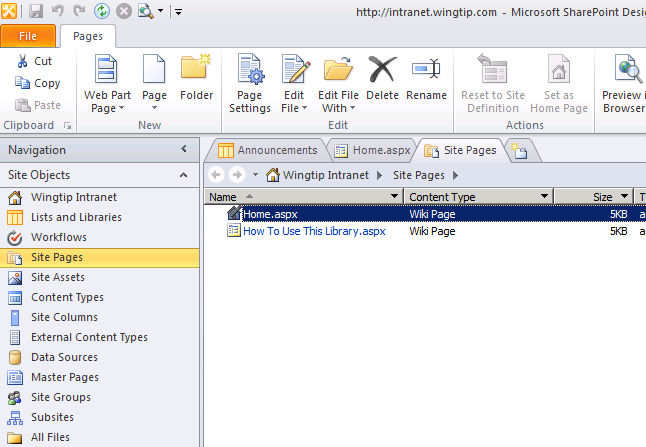 http://intranet.wingtip.com - Microsoft SharePoint Desig
File Pages
Cut
Copy
Paste
Clipboard
Web Part Page
Page
Folder
New
Page Settings
Edit File
Edit File With
Delete
Rename
Edit
Reset to Site Definition
Set as Home Page
Actions
Preview i
Browser
Navigation
Site Objects
Wingtip Intranet
Lists and Libraries
Workflows
Site Pages
Site Assets
Content Types
Site Columns
External Content Types
Data Sources
Master Pages
Site Groups
Subsites
All Files
Announcements Home.aspx Site Pages
Wingtip Intranet Site Pages
Name Content Type Size T
Home.aspx Wiki Page 5KB a
How To Use This Library.aspx Wiki Page 5KB a